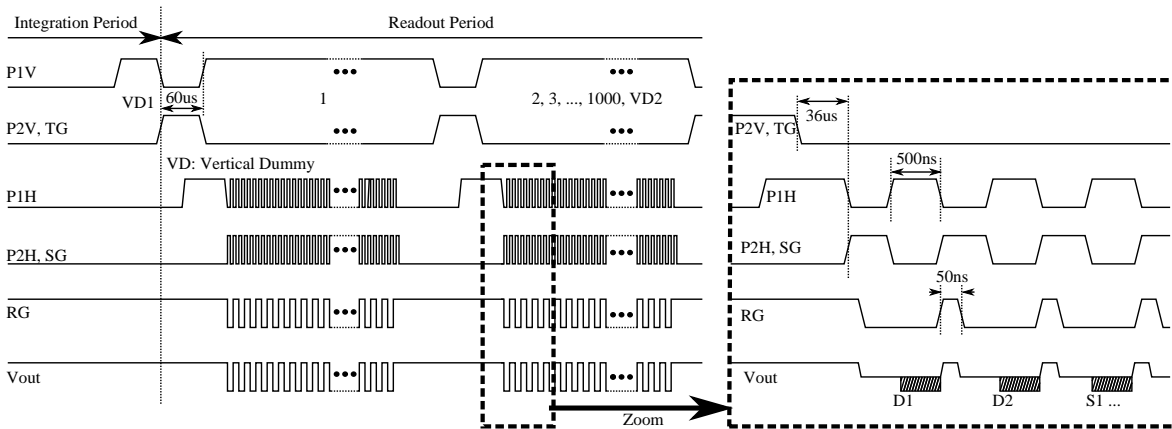 Integration Period
Readout Period
P1V
VD1
60us
1
2, 3, ..., 1000, VD2
P2V, TG
VD: Vertical Dummy
P1H
P2H, SG
RG
Vout
Zoom
P2V, TG
36us
500ns
P1H
P2H, SG
50ns
RG
Vout
D1
D2
S1 ...